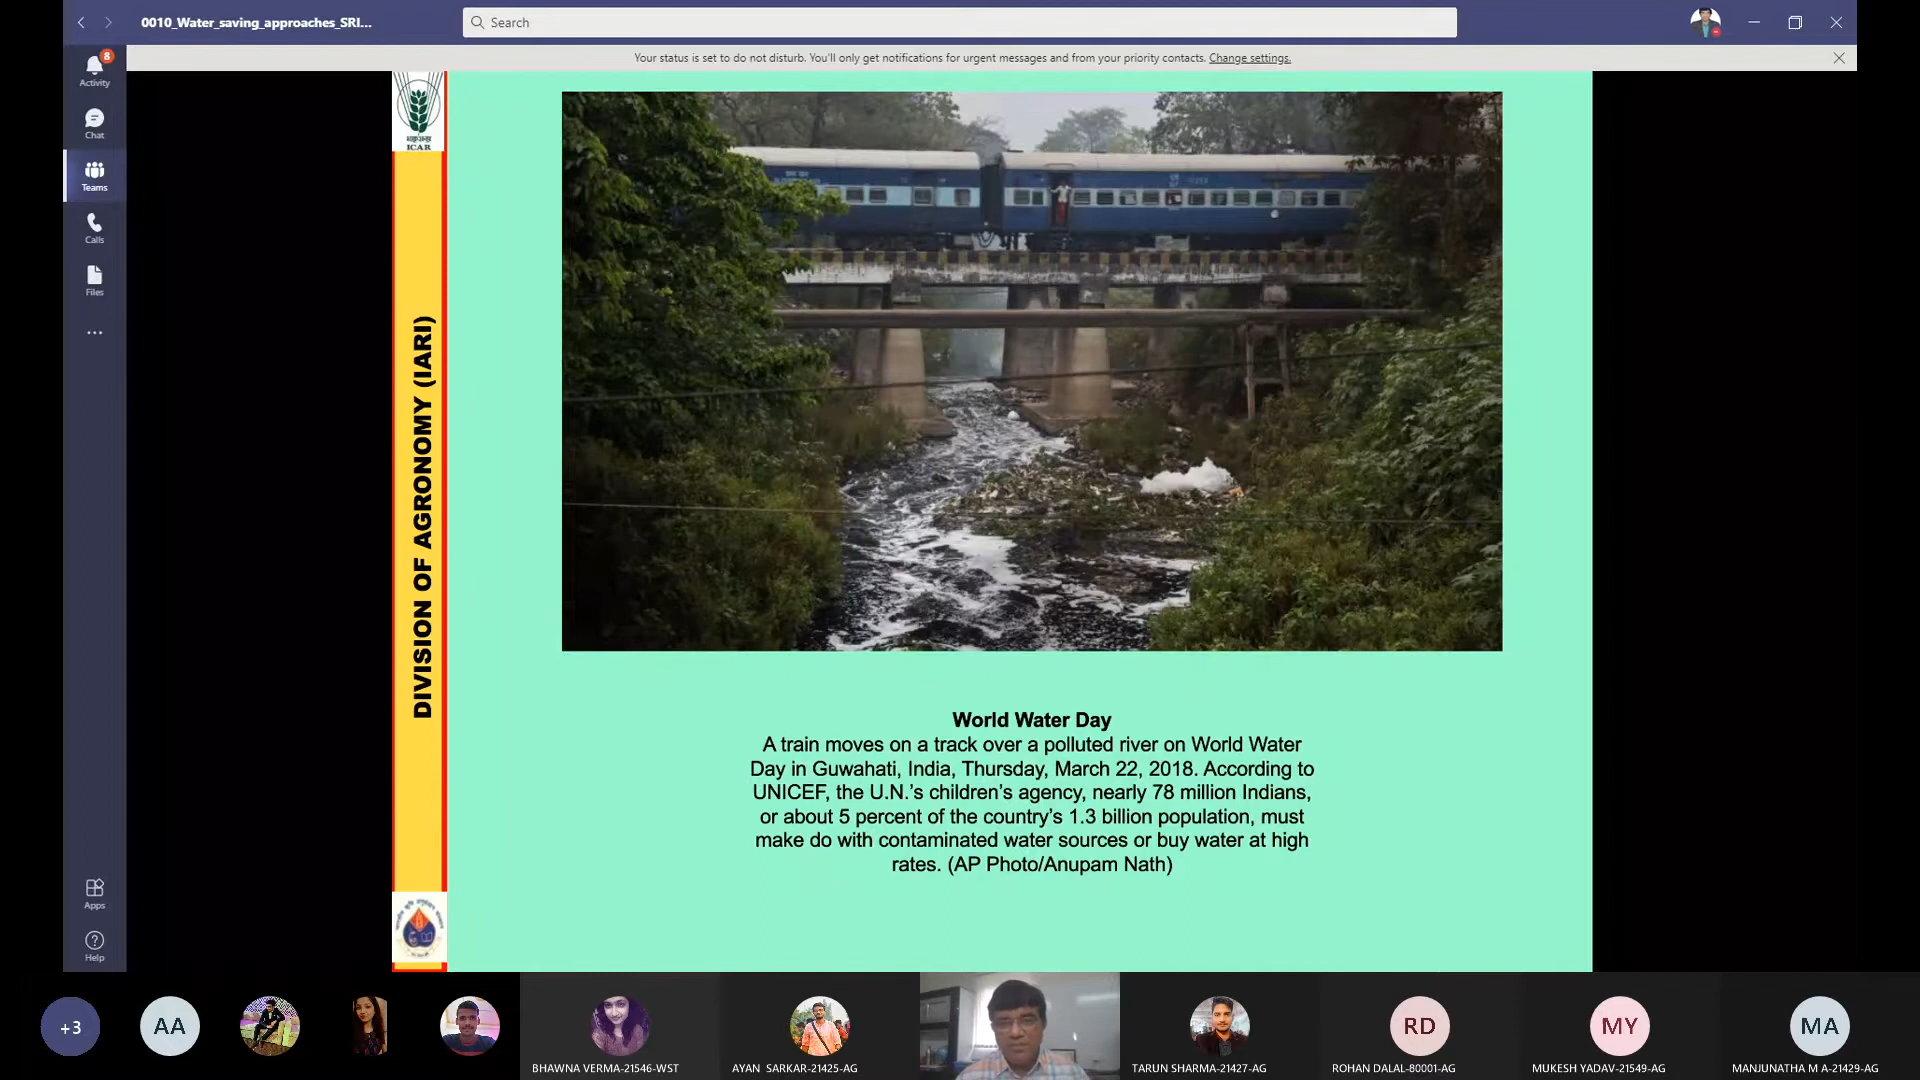 0010_Water_saving_approaches_SRI...
Search
Your status is set to do not disturb. You'll only get notifications for urgent messages and from your priority contacts. Change settings.
8
Activity
Chat
Teams
Calls
Files
Apps
Help
ICAR
DIVISION OF AGRONOMY (IARI)
World Water Day
A train moves on a track over a polluted river on World Water
Day in Guwahati, India, Thursday, March 22, 2018. According to
UNICEF, the U.N.'s children's agency, nearly 78 million Indians,
or about 5 percent of the country's 1.3 billion population, must
make do with contaminated water sources or buy water at high
rates. (AP Photo/Anupam Nath)
+3
AA
BHAWNA VERMA-21546-WST
AYAN SARKAR-21425-AG
TARUN SHARMA-21427-AG
RD
ROHAN DALAL-80001-AG
MY
MUKESH YADAV-21549-AG
MA
MANJUNATHA M A-21429-AG